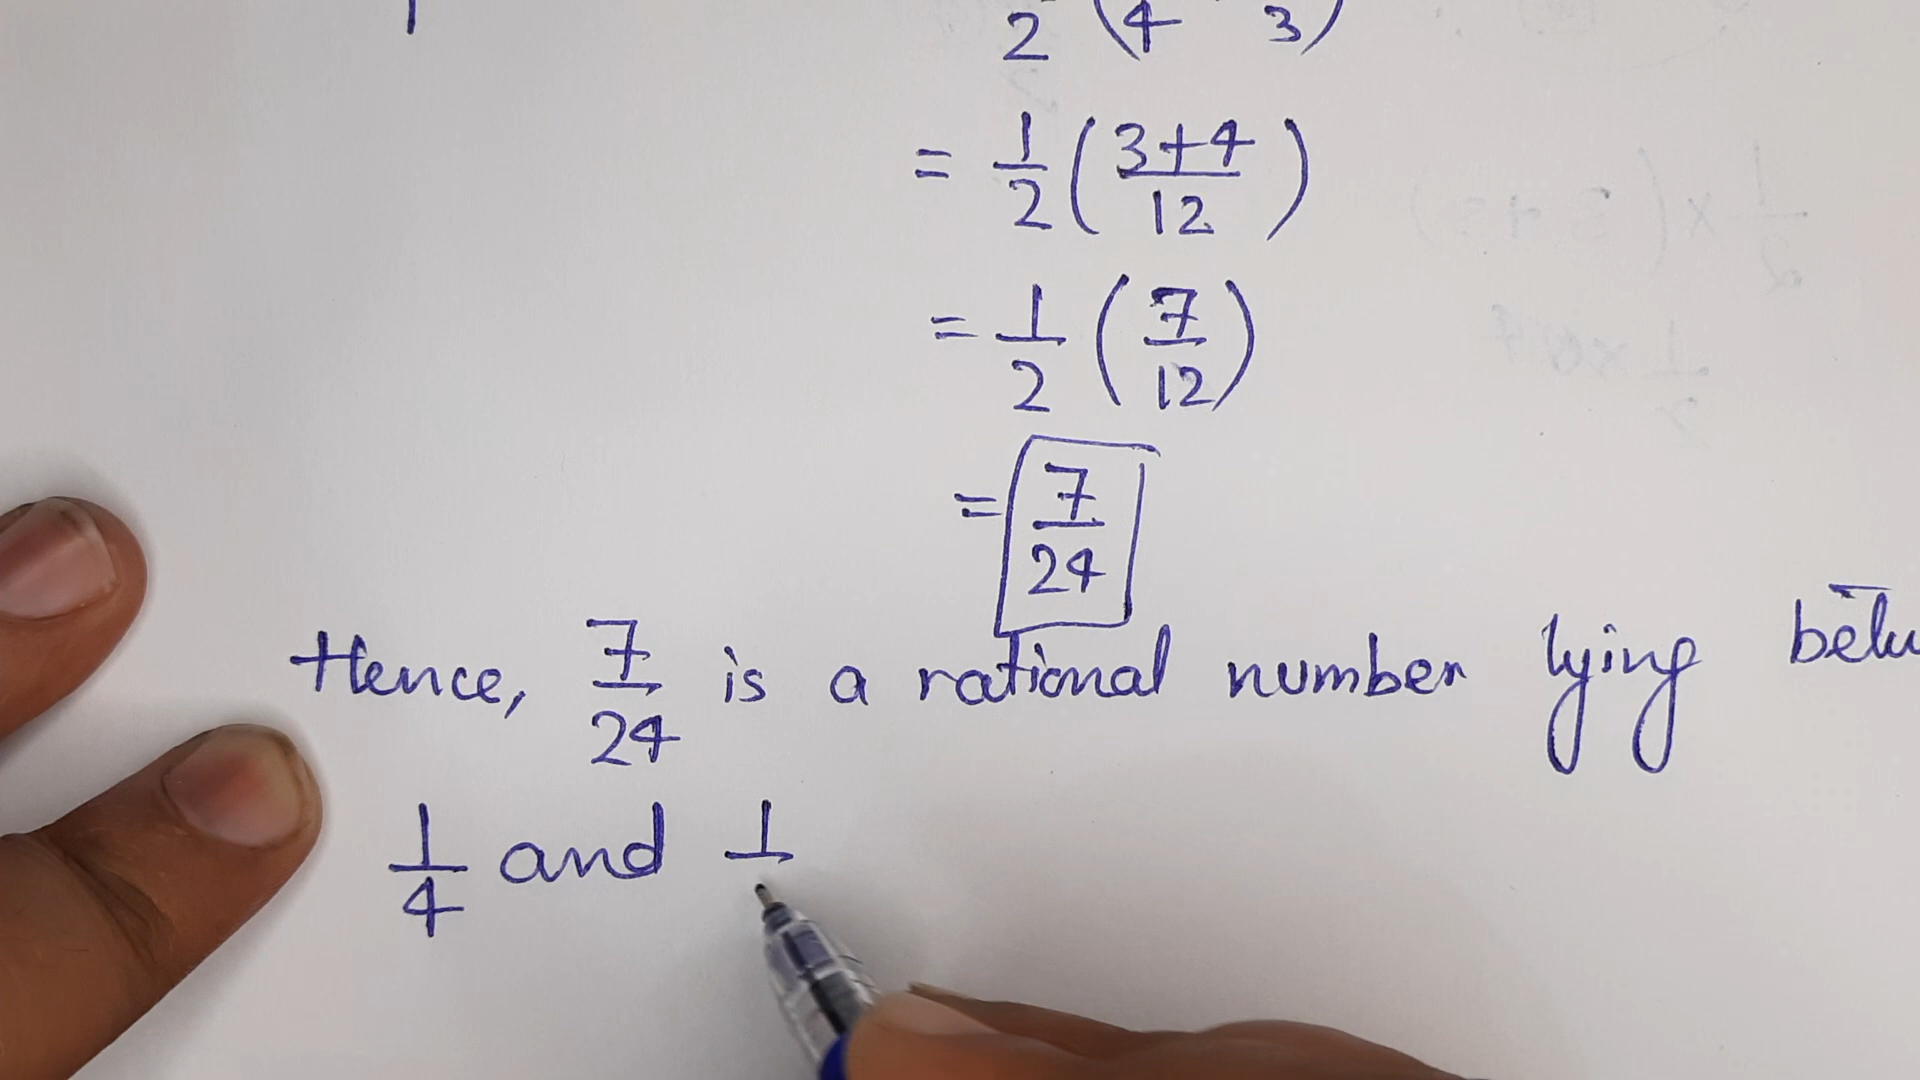 2 (4 3)
= 1/2 (3+4/12)
= 1/2 (7/12)
= 7/24
Hence, 7/24 is a rational number lying betw
1/4 and 1